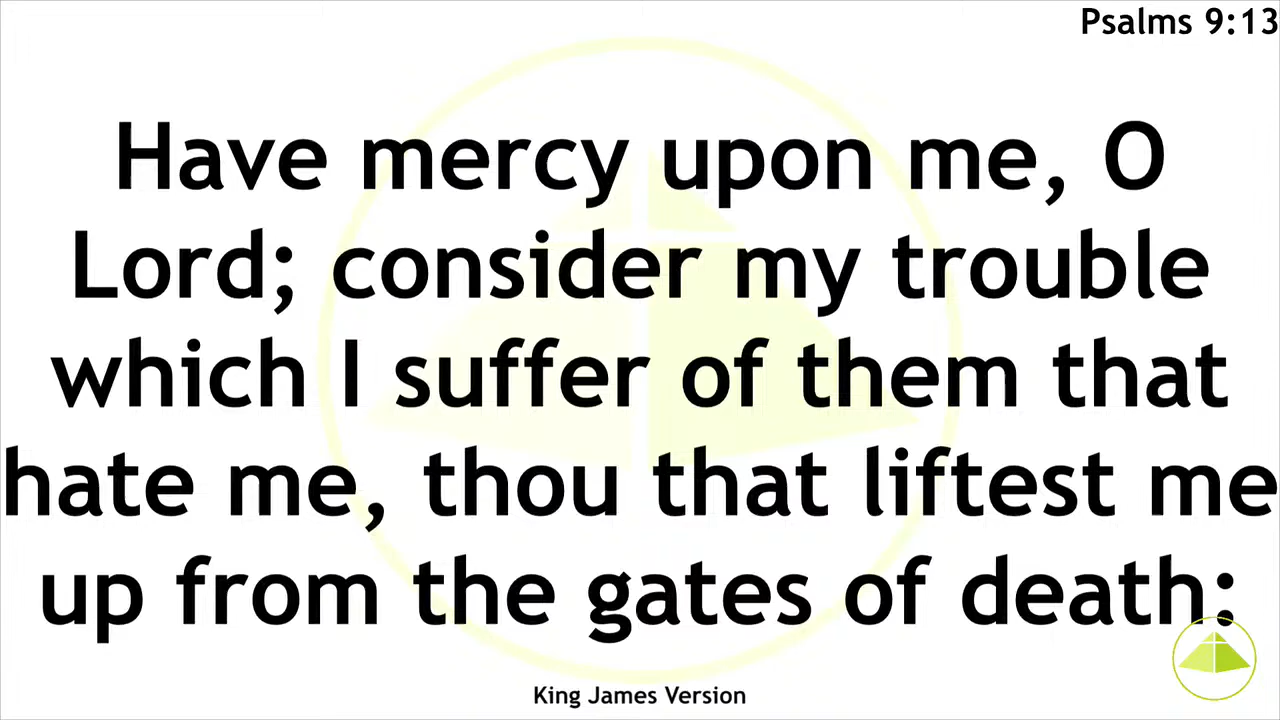 Psalms 9:13
Have mercy upon me, O
Lord; consider my trouble
which I suffer of them that
hate me, thou that liftest me
up from the gates of death:
King James Version